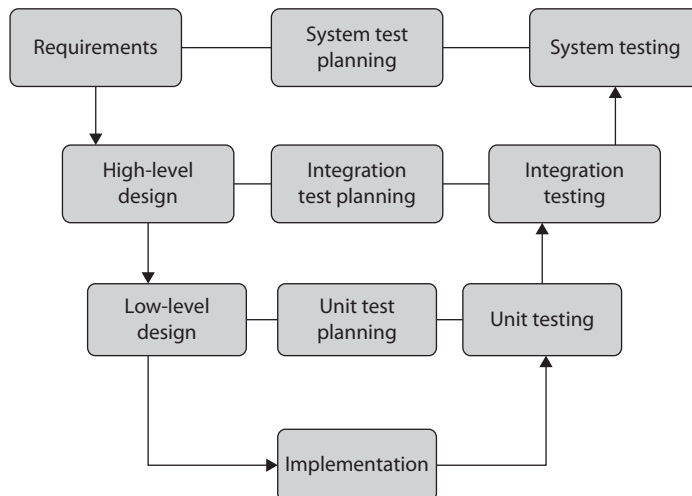 Requirements
System test
planning
System testing
High-level
design
Integration
test planning
Integration
testing
Low-level
design
Unit test
planning
Unit testing
Implementation